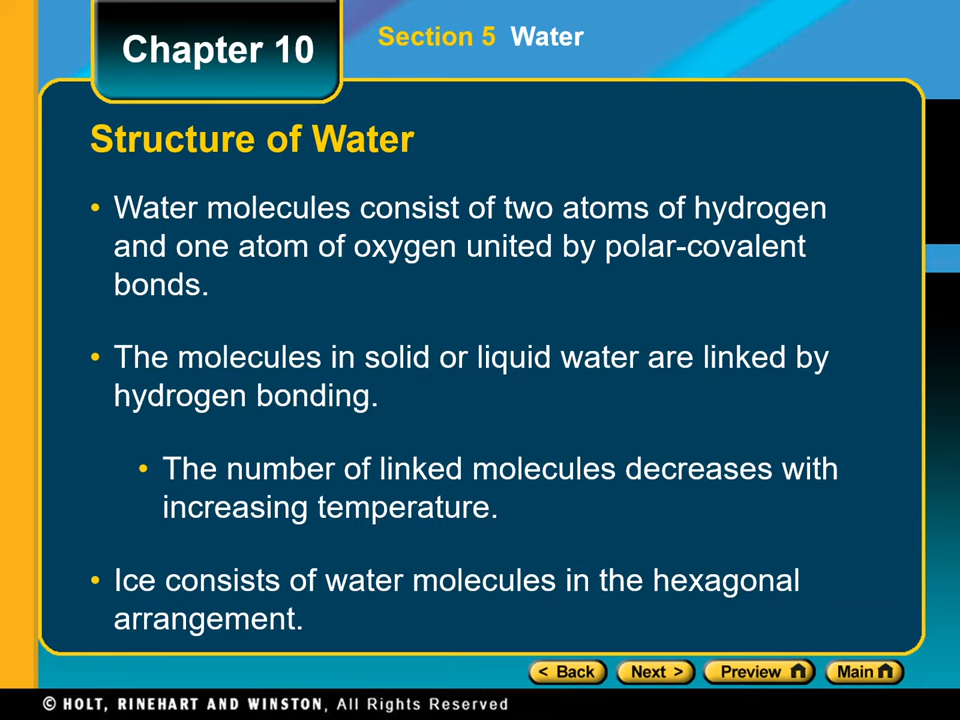 Chapter 10
Section 5 Water
Structure of Water
• Water molecules consist of two atoms of hydrogen
and one atom of oxygen united by polar-covalent
bonds.
• The molecules in solid or liquid water are linked by
hydrogen bonding.
• The number of linked molecules decreases with
increasing temperature.
• Ice consists of water molecules in the hexagonal
arrangement.
< Back Next > Preview Main
© HOLT, RINEHART AND WINSTON, All Rights Reserved